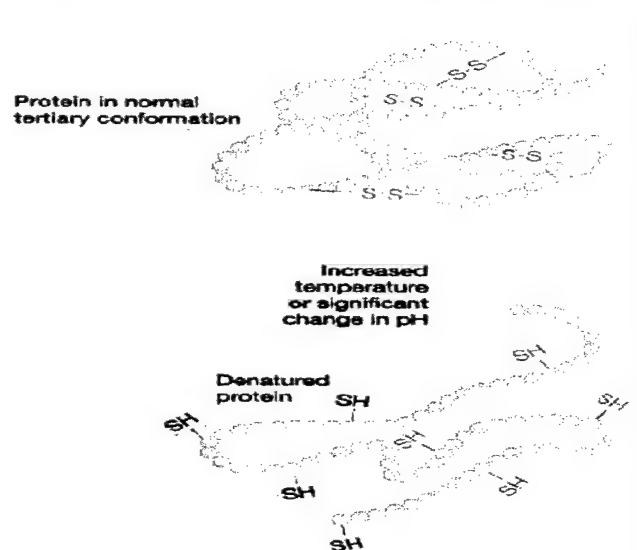 S-S
S-S
Protein in normal
tertiary conformation
S-S
S-S
Increased
temperature
or significant
change in pH
SH
Denatured
protein
SH
SH
SH
SH
SH
SH
SH